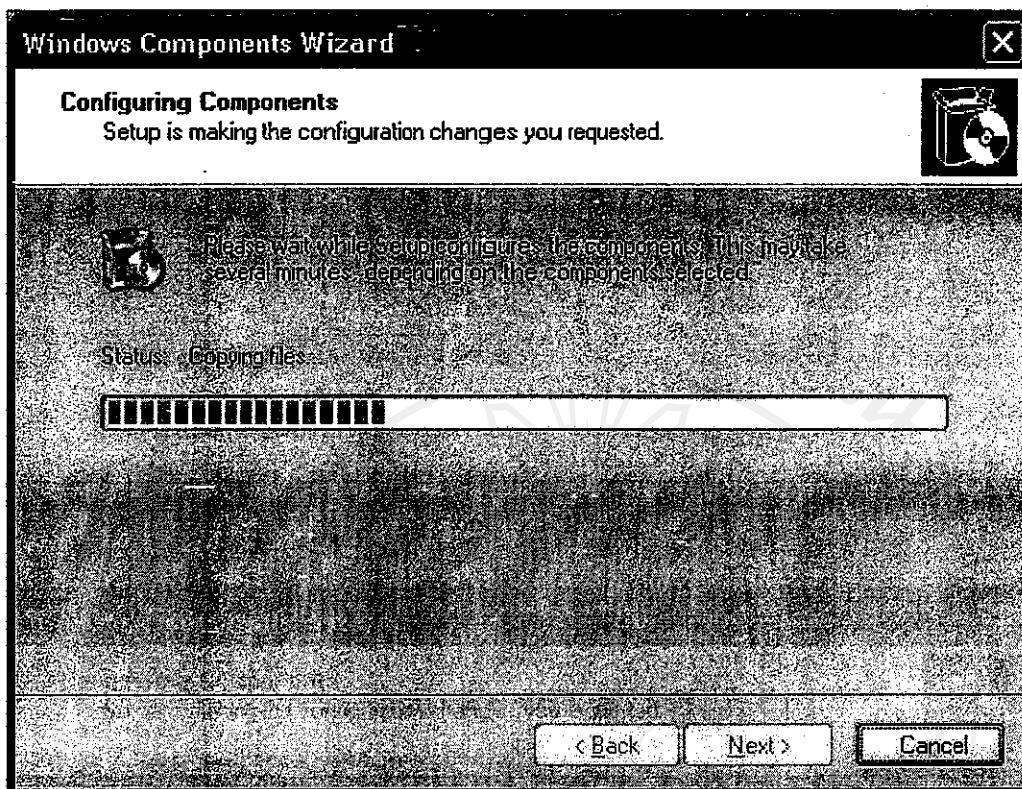 Windows Components Wizard
Configuring Components
Setup is making the configuration changes you requested.
Please wait while Setup configures the components. This may take
several minutes, depending on the components selected.
Status: Copying files...
< Back
Next >
Cancel